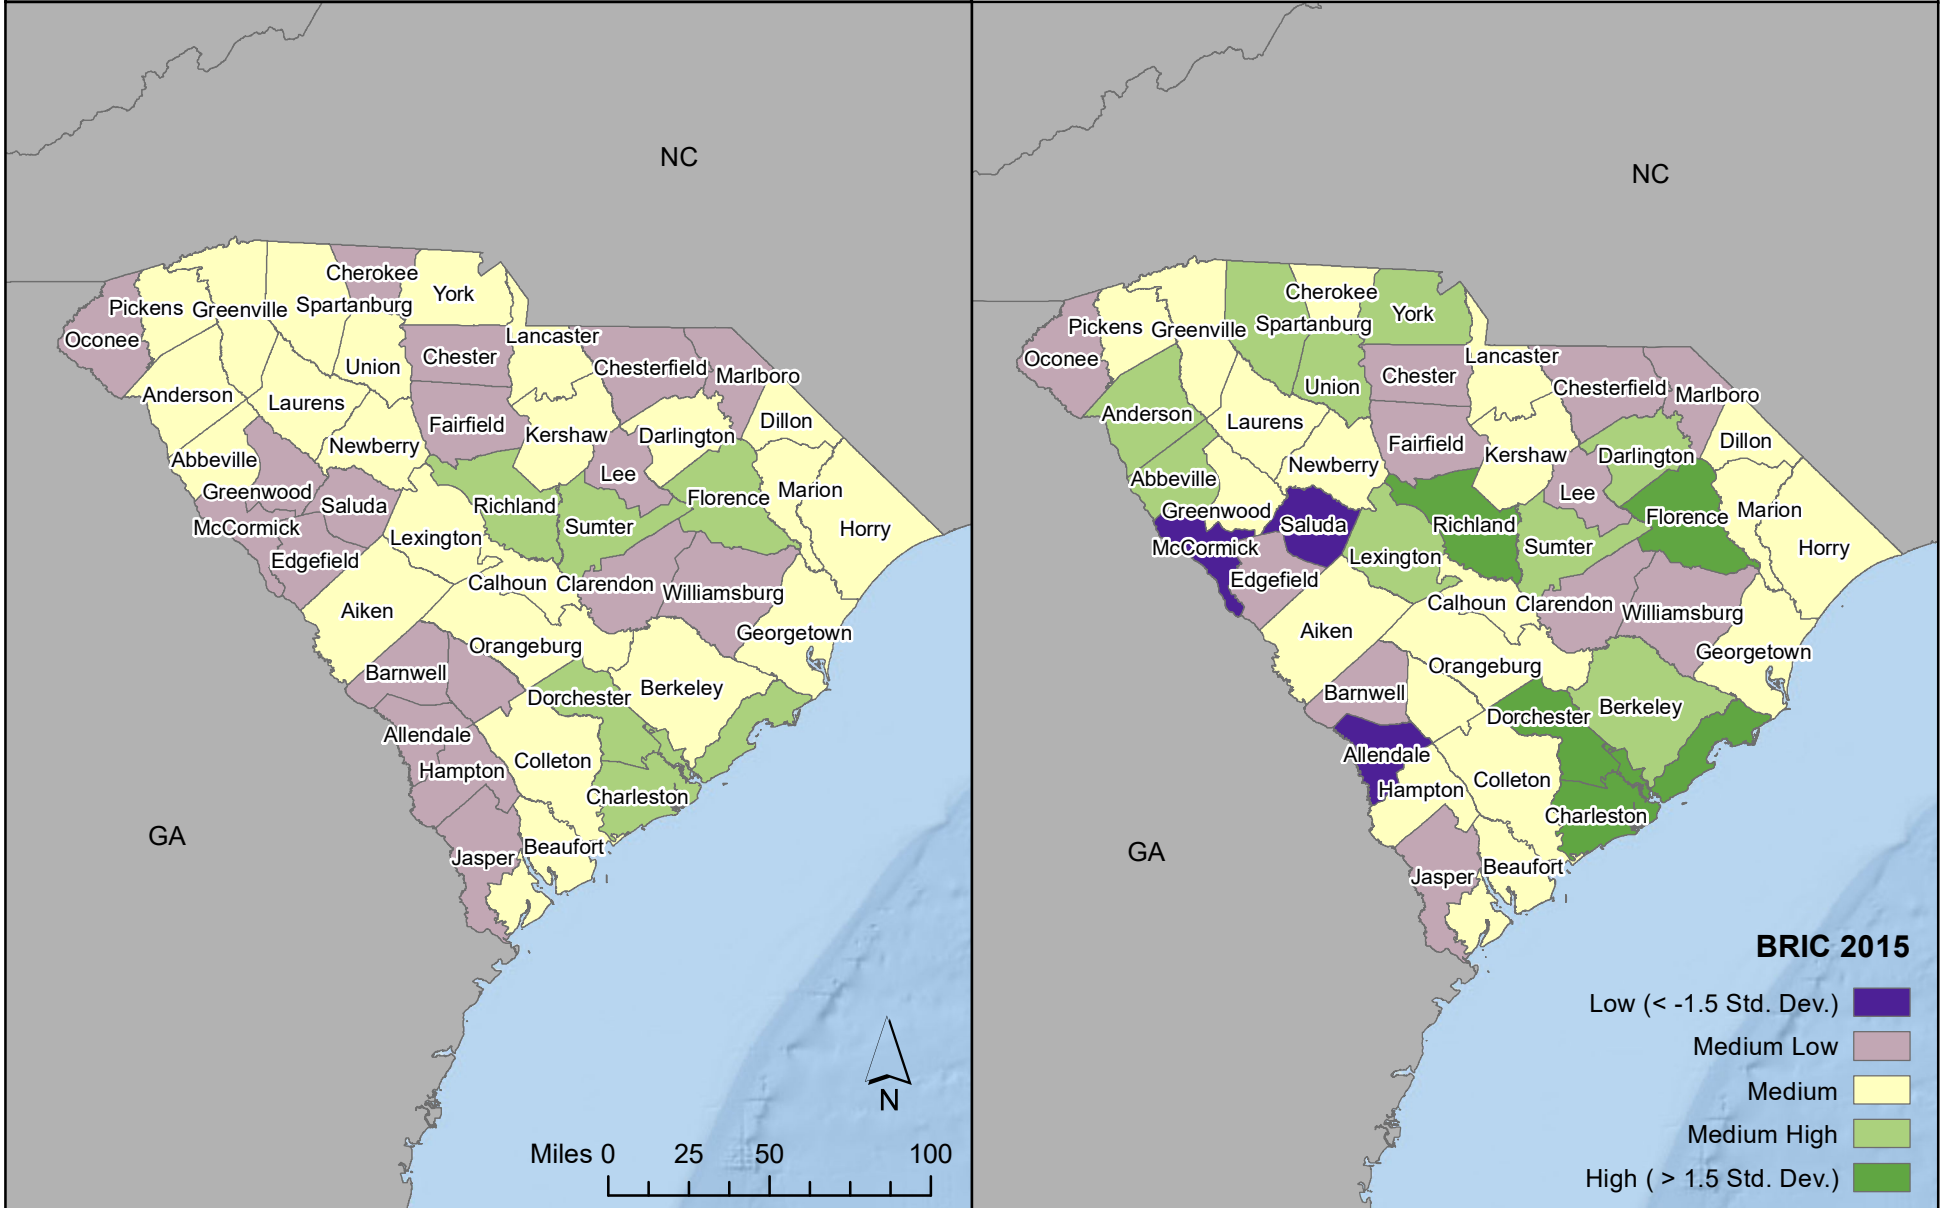 NC
Cherokee
York
Pickens
Greenville
Spartanburg
Oconee
Lancaster
Chester
Union
Chesterfield
Marlboro
Anderson
Laurens
Dillon
Fairfield
Newberry
Kershaw
Darlington
Abbeville
Lee
Greenwood
Saluda
Richland
Florence
Marion
McCormick
Sumter
Horry
Lexington
Edgefield
Calhoun
Clarendon
Williamsburg
Aiken
Georgetown
Orangeburg
Barnwell
Berkeley
Dorchester
Allendale
Colleton
Hampton
Charleston
GA
Beaufort
Jasper
N
Miles 0 25 50 100
NC
Cherokee
York
Pickens
Greenville
Spartanburg
Oconee
Lancaster
Chester
Union
Chesterfield
Marlboro
Anderson
Laurens
Dillon
Fairfield
Newberry
Kershaw
Darlington
Abbeville
Lee
Greenwood
Saluda
Richland
Florence
Marion
McCormick
Sumter
Horry
Lexington
Edgefield
Calhoun
Clarendon
Williamsburg
Aiken
Georgetown
Orangeburg
Barnwell
Berkeley
Dorchester
Allendale
Colleton
Hampton
Charleston
GA
Beaufort
Jasper
BRIC 2015
Low (< -1.5 Std. Dev.)
Medium Low
Medium
Medium High
High ( > 1.5 Std. Dev.)